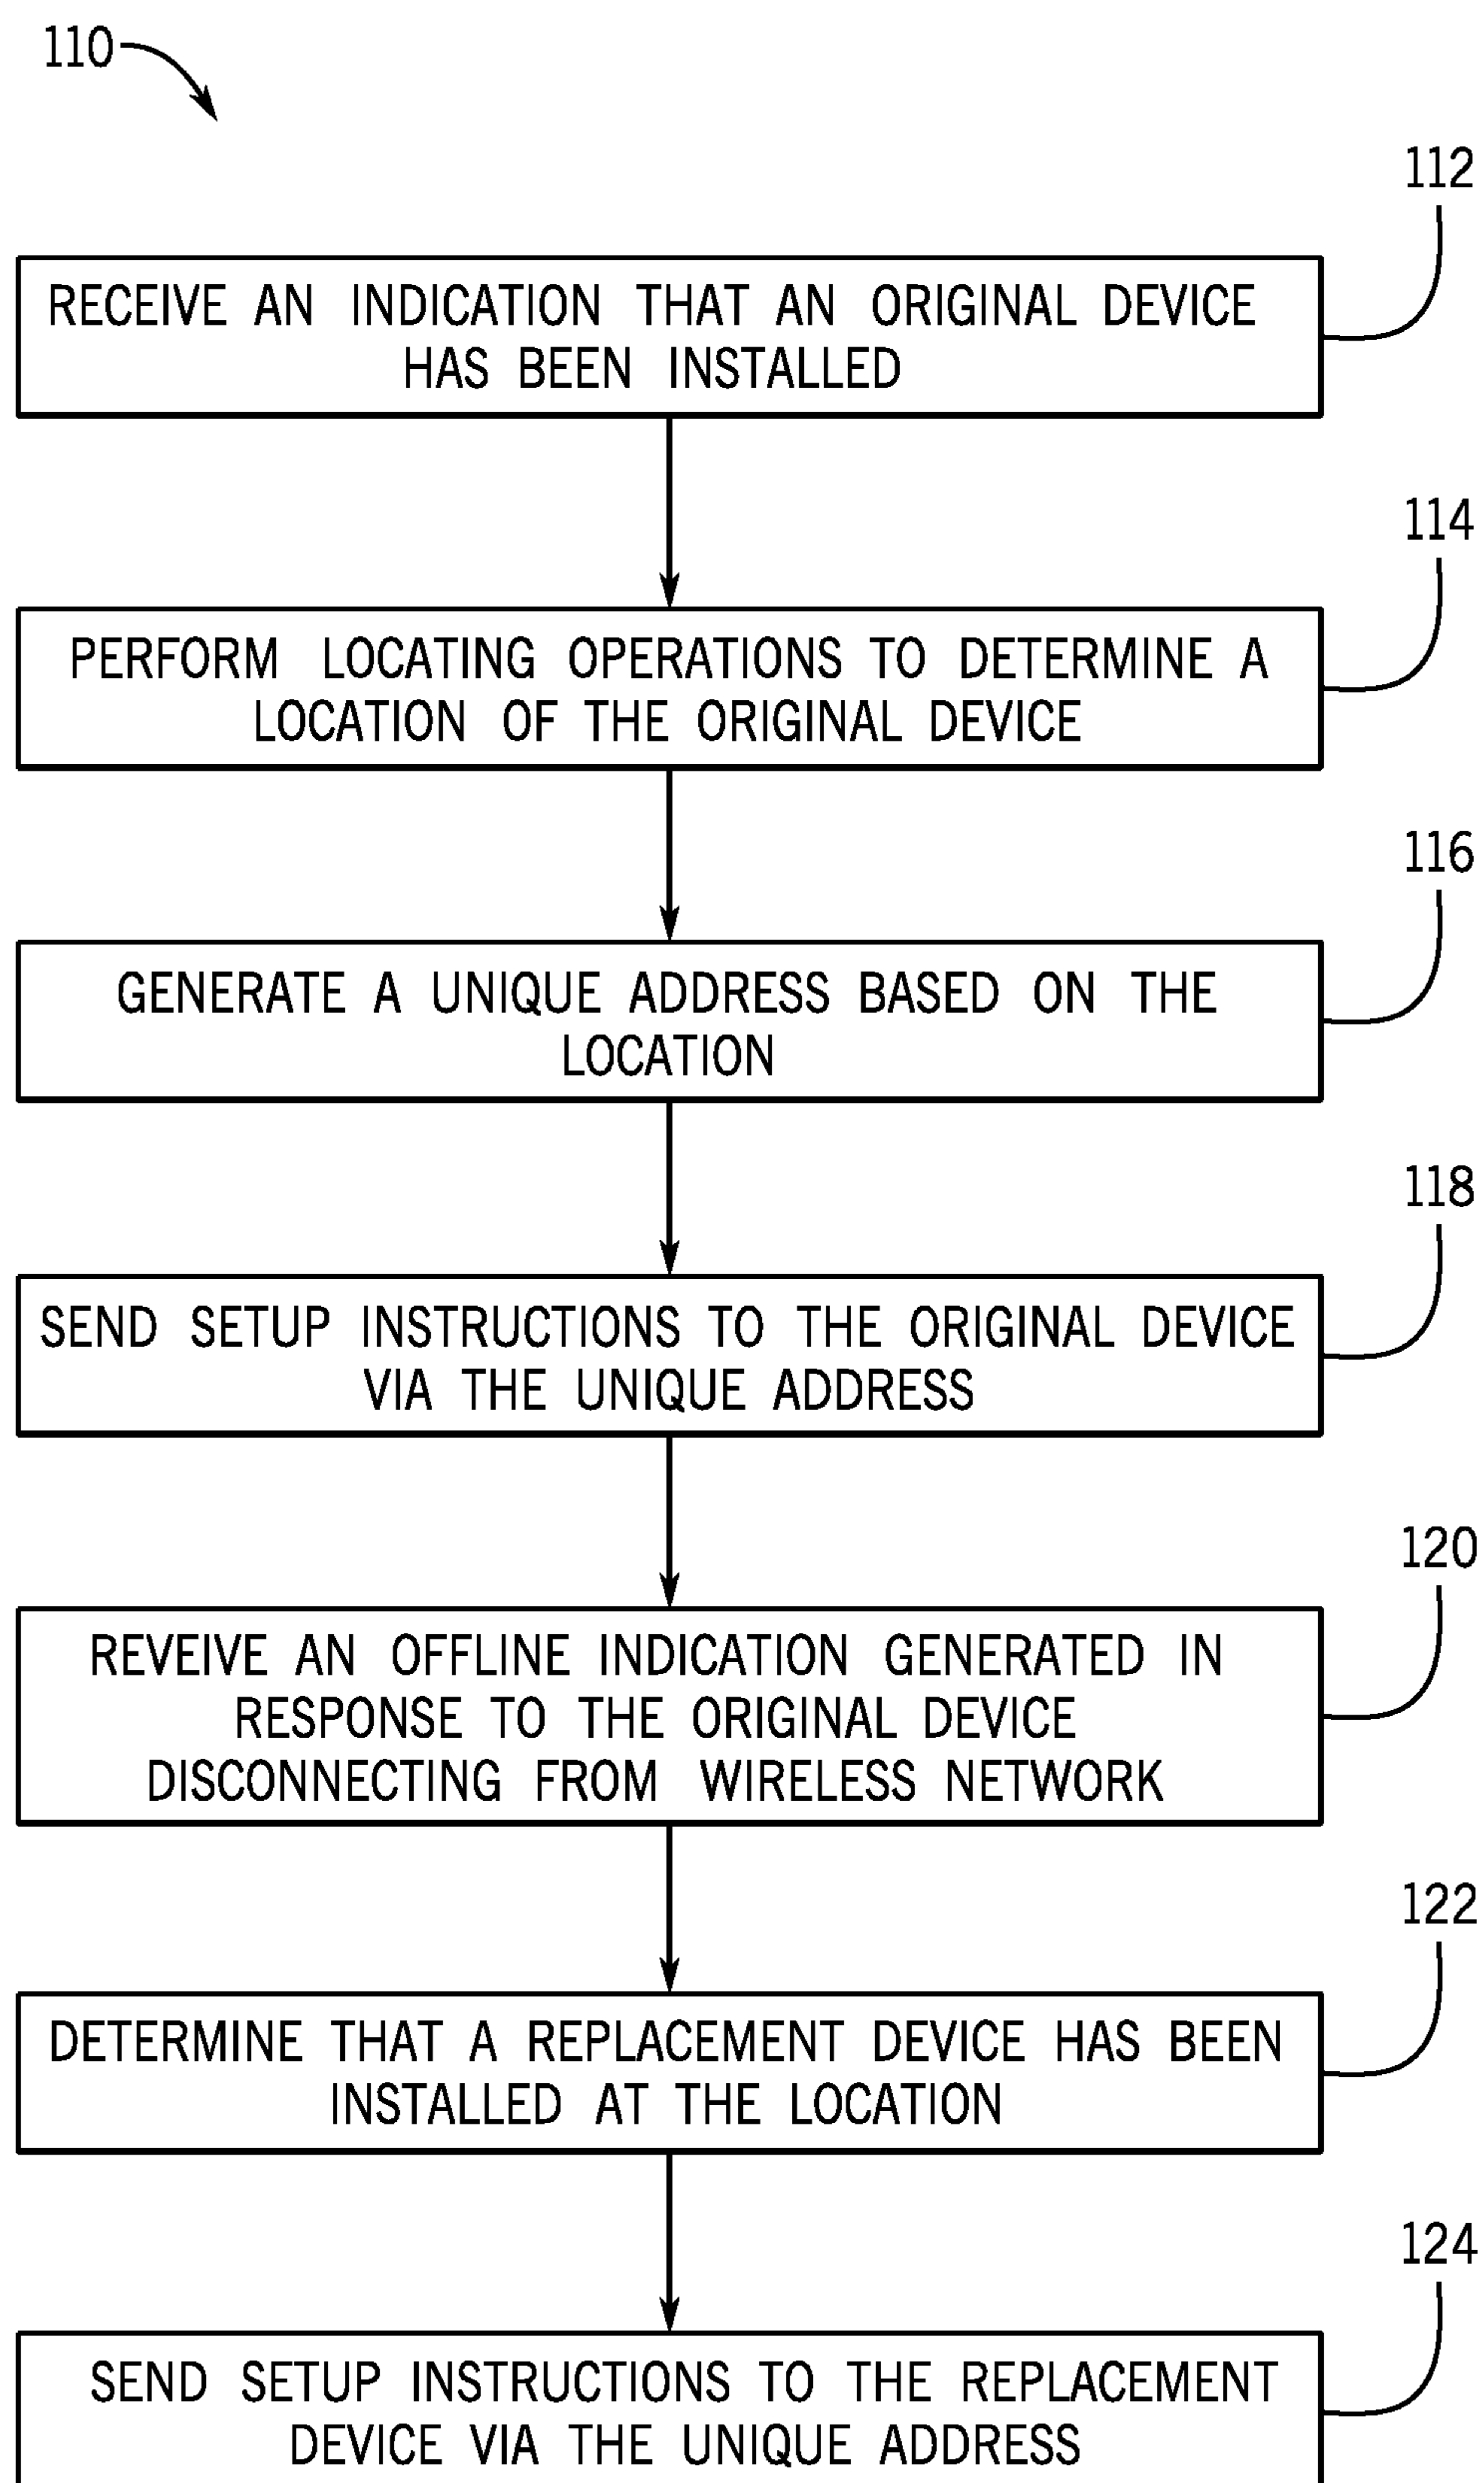 110
112
RECEIVE AN INDICATION THAT AN ORIGINAL DEVICE
HAS BEEN INSTALLED
114
PERFORM LOCATING OPERATIONS TO DETERMINE A
LOCATION OF THE ORIGINAL DEVICE
116
GENERATE A UNIQUE ADDRESS BASED ON THE
LOCATION
118
SEND SETUP INSTRUCTIONS TO THE ORIGINAL DEVICE
VIA THE UNIQUE ADDRESS
120
REVEIVE AN OFFLINE INDICATION GENERATED IN
RESPONSE TO THE ORIGINAL DEVICE
DISCONNECTING FROM WIRELESS NETWORK
122
DETERMINE THAT A REPLACEMENT DEVICE HAS BEEN
INSTALLED AT THE LOCATION
124
SEND SETUP INSTRUCTIONS TO THE REPLACEMENT
DEVICE VIA THE UNIQUE ADDRESS